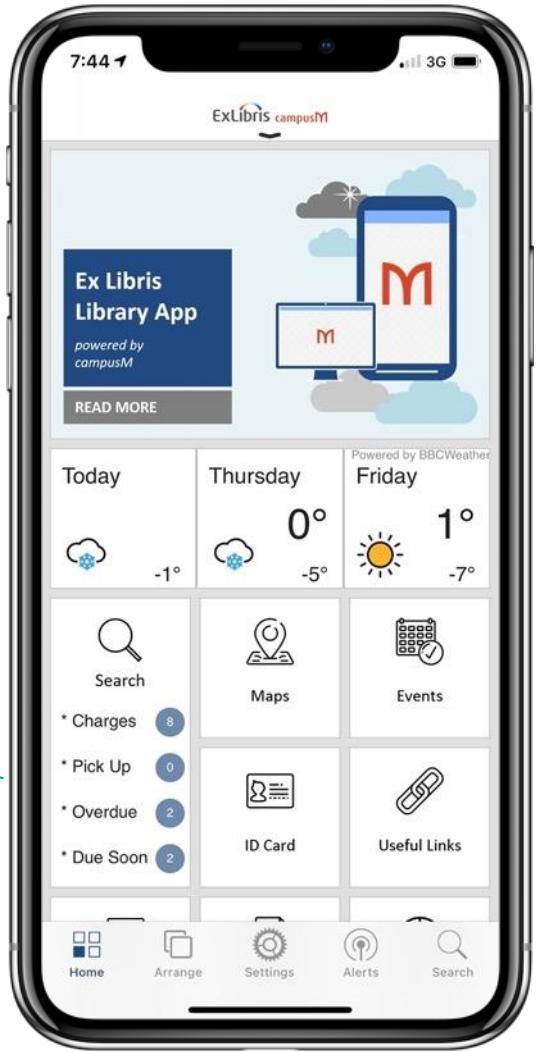 7:44
3G
ExLibris campusM
Ex Libris
Library App
powered by
campusM
READ MORE
M
M
Powered by BBCWeather
Today
Thursday
Friday
0°
1°
-1°
-5°
-7°
Search
Maps
Events
* Charges 8
* Pick Up 0
* Overdue 2
* Due Soon 2
ID Card
Useful Links
Home
Arrange
Settings
Alerts
Search